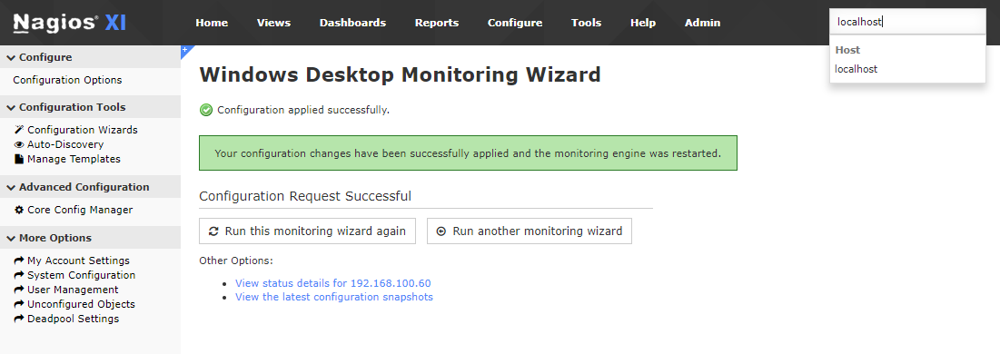 Nagios® XI
Home Views Dashboards Reports Configure Tools Help Admin
localhost
Host
localhost
Configure
Configuration Options
Configuration Tools
Configuration Wizards
Auto-Discovery
Manage Templates
Advanced Configuration
Core Config Manager
More Options
My Account Settings
System Configuration
User Management
Unconfigured Objects
Deadpool Settings
Windows Desktop Monitoring Wizard
Configuration applied successfully.
Your configuration changes have been successfully applied and the monitoring engine was restarted.
Configuration Request Successful
Run this monitoring wizard again
Run another monitoring wizard
Other Options:
View status details for 192.168.100.60
View the latest configuration snapshots